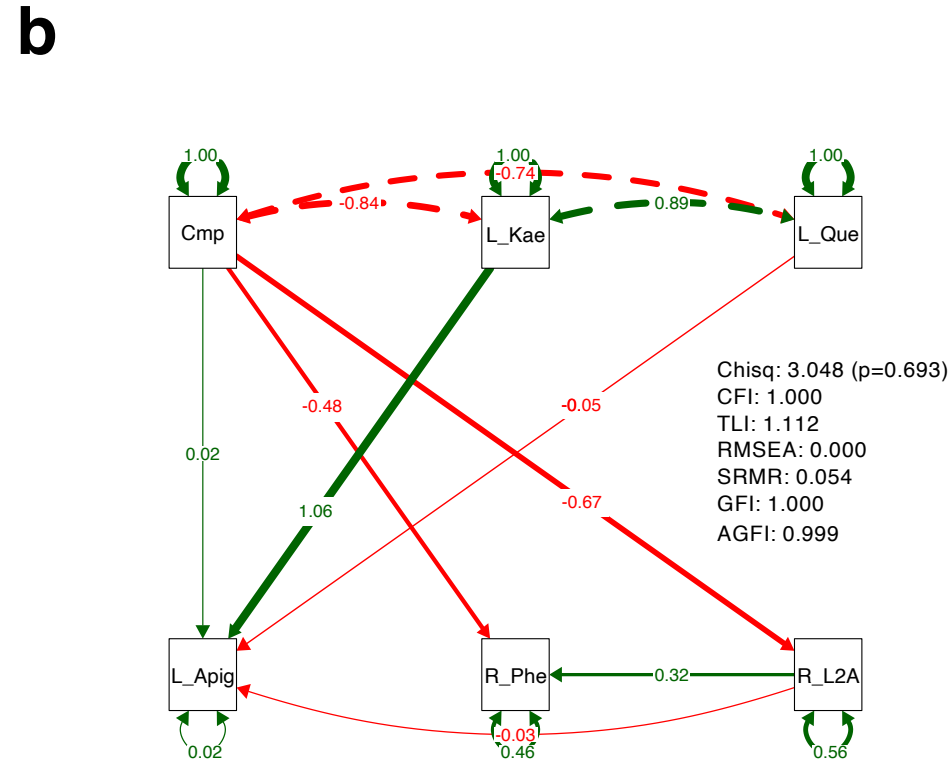 b
1.00
1.00
1.00
-0.74
-0.84
0.89
Cmp
L_Kae
L_Que
Chisq: 3.048 (p=0.693)
CFI: 1.000
TLI: 1.112
RMSEA: 0.000
SRMR: 0.054
GFI: 1.000
AGFI: 0.999
-0.48
-0.05
0.02
-0.67
1.06
L_Apig
R_Phe
R_L2A
0.32
-0.03
0.02
0.46
0.56